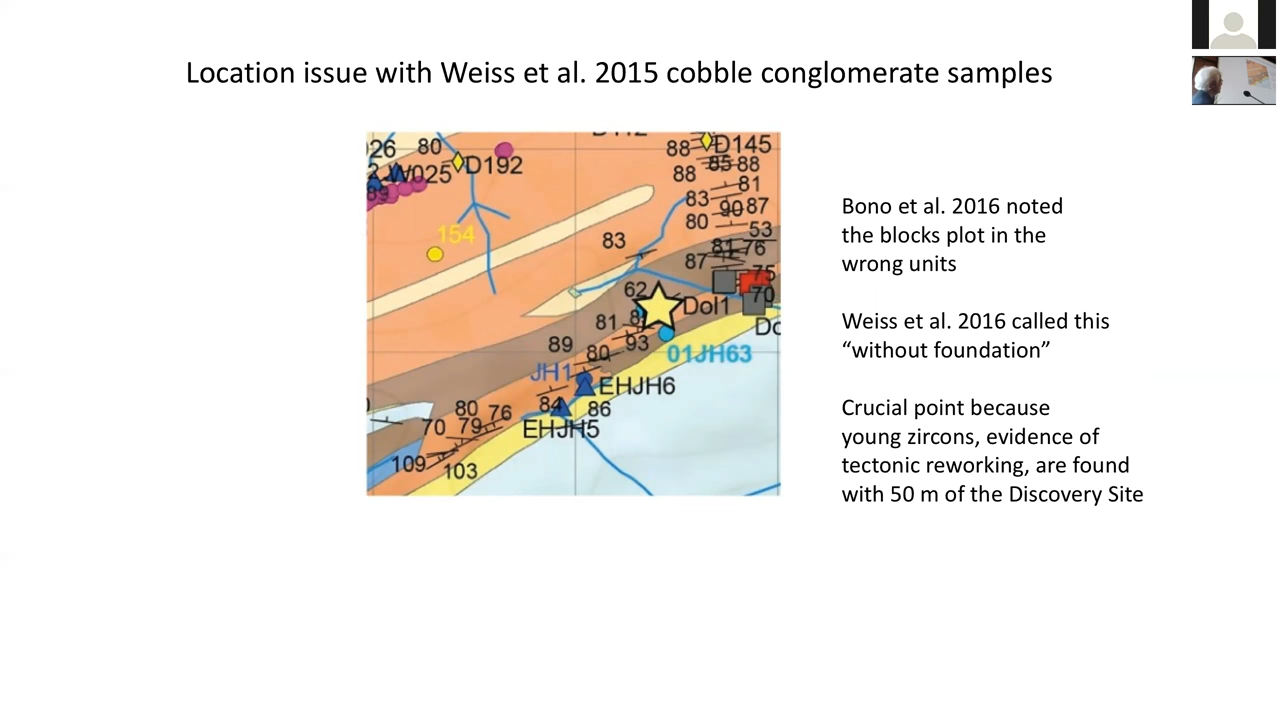 Location issue with Weiss et al. 2015 cobble conglomerate samples
26 80
W025
D192
88
D145
85 88
88
81
83
90 87
80
53
154
83
81 76
87
75
70
62
Dol1
81
93
89
80
01JH63
JH1
EHJH6
80 76
84 86
70 79
EHJH5
109 103
Bono et al. 2016 noted
the blocks plot in the
wrong units
Weiss et al. 2016 called this
“without foundation”
Crucial point because
young zircons, evidence of
tectonic reworking, are found
with 50 m of the Discovery Site